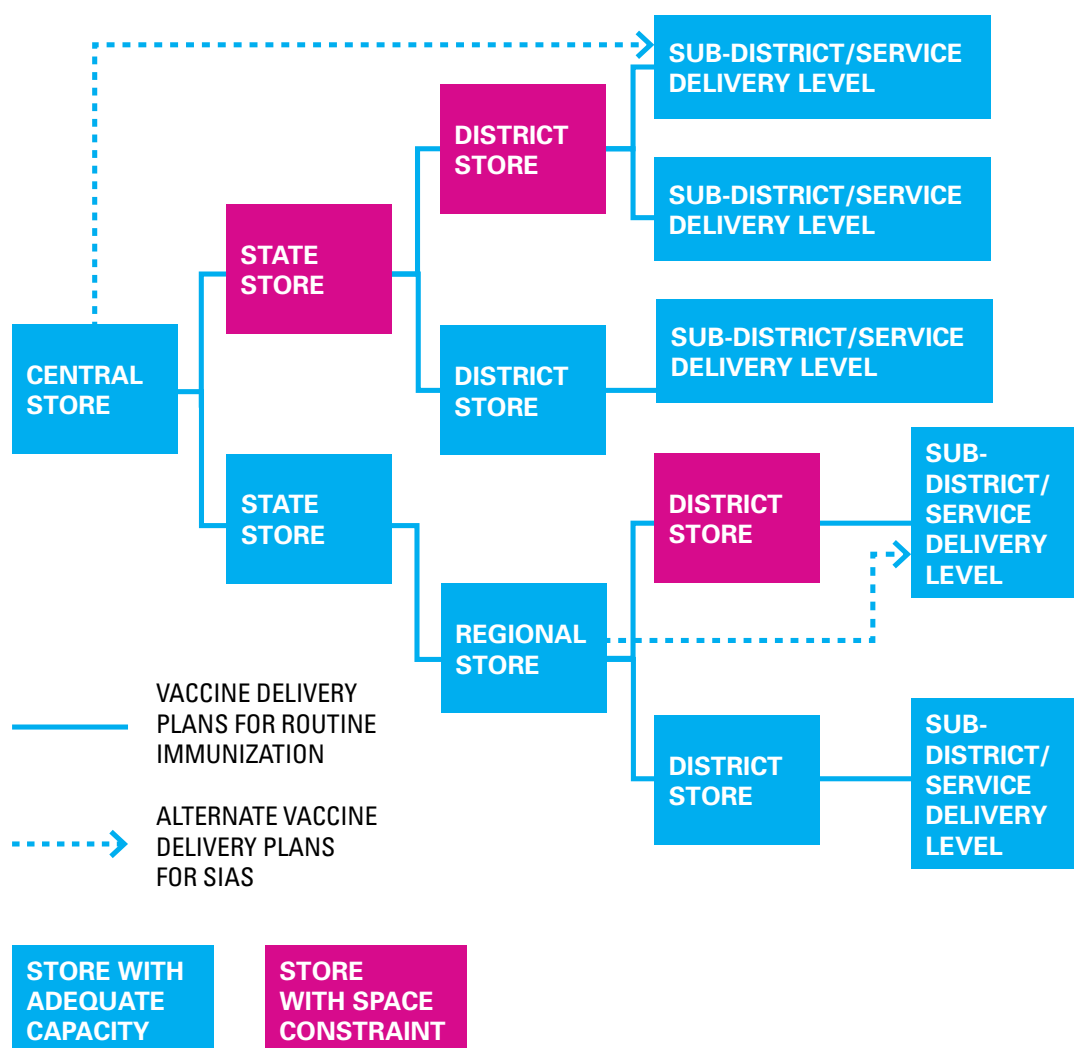 SUB-DISTRICT/SERVICE
DELIVERY LEVEL
DISTRICT
STORE
SUB-DISTRICT/SERVICE
DELIVERY LEVEL
STATE
STORE
SUB-DISTRICT/SERVICE
DELIVERY LEVEL
CENTRAL
STORE
DISTRICT
STORE
SUB-
DISTRICT/
SERVICE
DELIVERY
LEVEL
STATE
STORE
DISTRICT
STORE
REGIONAL
STORE
VACCINE DELIVERY
PLANS FOR ROUTINE
IMMUNIZATION
SUB-
DISTRICT/
SERVICE
DELIVERY
LEVEL
DISTRICT
STORE
ALTERNATE VACCINE
DELIVERY PLANS
FOR SIAS
STORE WITH
ADEQUATE
CAPACITY
STORE
WITH SPACE
CONSTRAINT